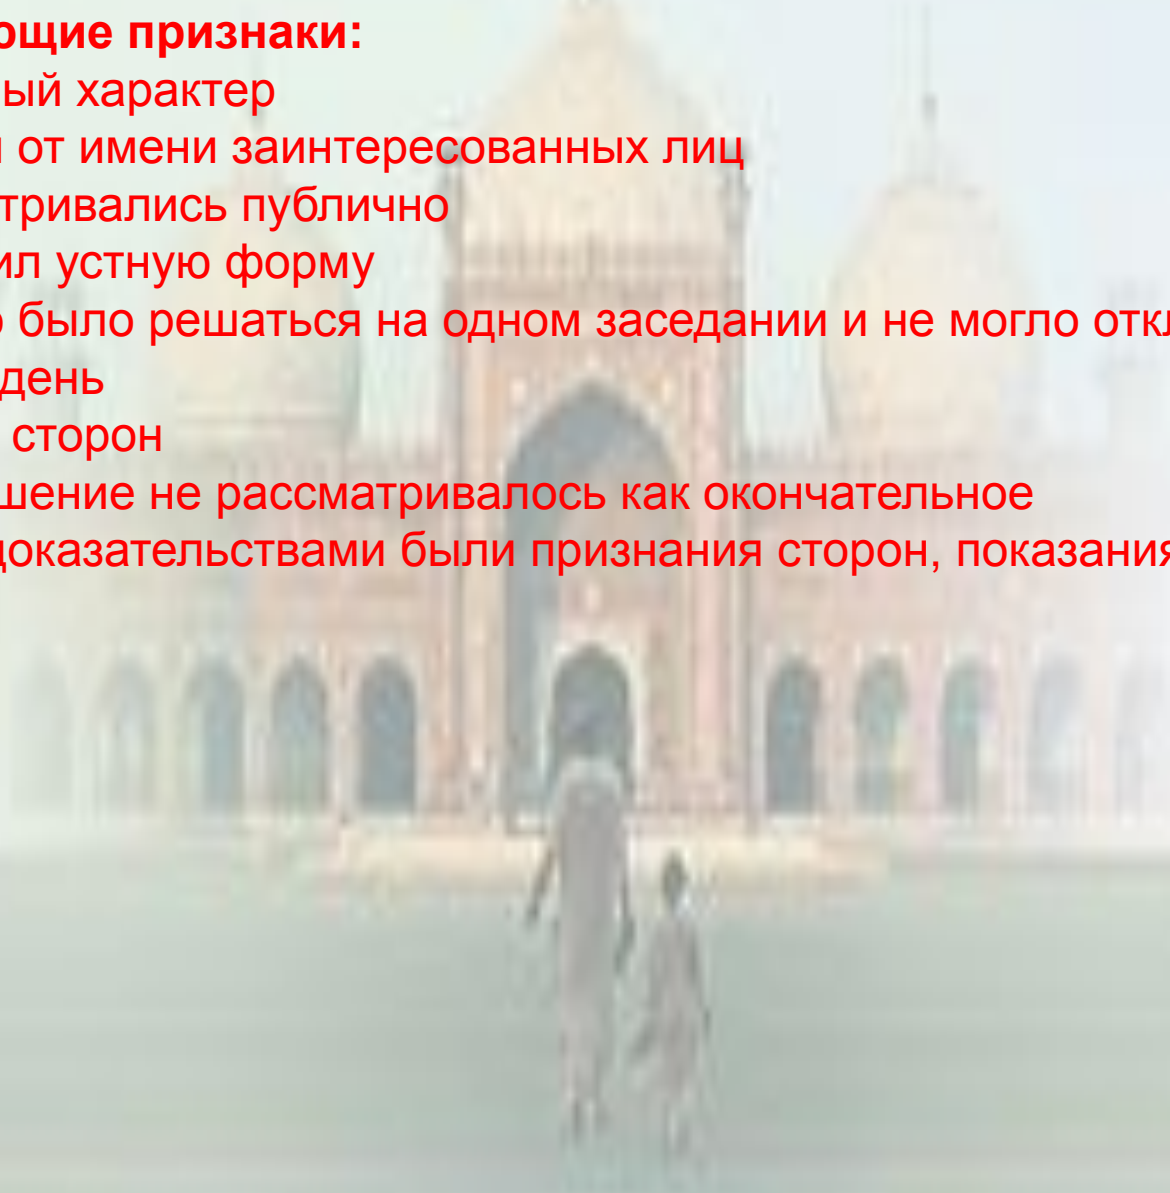 ющие признаки:
ый характер
от имени заинтересованных лиц
тривались публично
ил устную форму
о было решаться на одном заседании и не могло отк
день
сторон
шение не рассматривалось как окончательное
доказательствами были признания сторон, показания